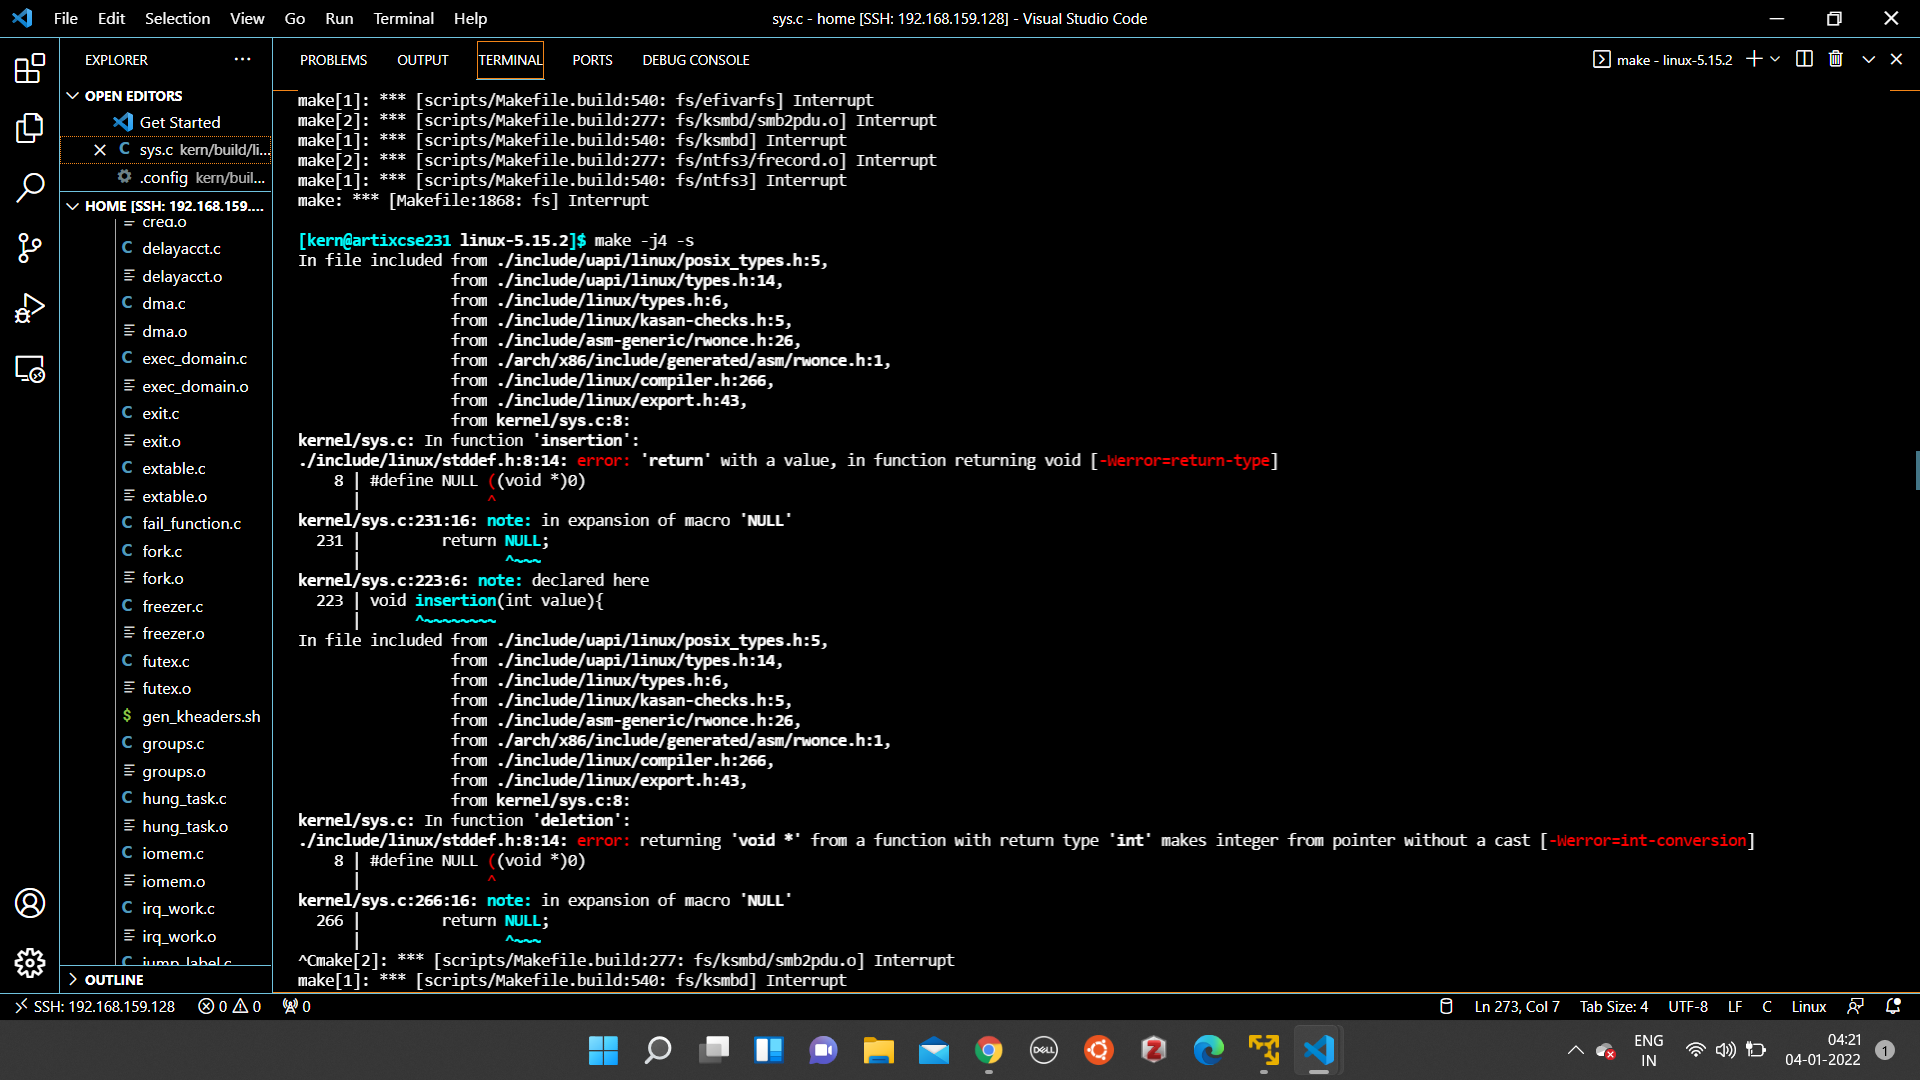 File Edit Selection View Go Run Terminal Help
sys.c - home [SSH: 192.168.159.128] - Visual Studio Code
EXPLORER ···
OPEN EDITORS
Get Started
sys.c kern/build/li...
.config kern/buil...
HOME [SSH: 192.168.159....
cred.o
delayacct.c
delayacct.o
dma.c
dma.o
exec_domain.c
exec_domain.o
exit.c
exit.o
extable.c
extable.o
fail_function.c
fork.c
fork.o
freezer.c
freezer.o
futex.c
futex.o
gen_kheaders.sh
groups.c
groups.o
hung_task.c
hung_task.o
iomem.c
iomem.o
irq_work.c
irq_work.o
jump_label.c
OUTLINE
PROBLEMS OUTPUT TERMINAL PORTS DEBUG CONSOLE
make - linux-5.15.2
make[1]: *** [scripts/Makefile.build:540: fs/efivarfs] Interrupt
make[2]: *** [scripts/Makefile.build:277: fs/ksmbd/smb2pdu.o] Interrupt
make[1]: *** [scripts/Makefile.build:540: fs/ksmbd] Interrupt
make[2]: *** [scripts/Makefile.build:277: fs/ntfs3/frecord.o] Interrupt
make[1]: *** [scripts/Makefile.build:540: fs/ntfs3] Interrupt
make: *** [Makefile:1868: fs] Interrupt
[kern@artixcse231 linux-5.15.2]$ make -j4 -s
In file included from ./include/uapi/linux/posix_types.h:5,
from ./include/uapi/linux/types.h:14,
from ./include/linux/types.h:6,
from ./include/linux/kasan-checks.h:5,
from ./include/asm-generic/rwonce.h:26,
from ./arch/x86/include/generated/asm/rwonce.h:1,
from ./include/linux/compiler.h:266,
from ./include/linux/export.h:43,
from kernel/sys.c:8:
kernel/sys.c: In function 'insertion':
./include/linux/stddef.h:8:14: error: 'return' with a value, in function returning void [-Werror=return-type]
8 | #define NULL ((void *)0)
| ^
kernel/sys.c:231:16: note: in expansion of macro 'NULL'
231 | return NULL;
| ^~~~
kernel/sys.c:223:6: note: declared here
223 | void insertion(int value){
| ^~~~~~~~~
In file included from ./include/uapi/linux/posix_types.h:5,
from ./include/uapi/linux/types.h:14,
from ./include/linux/types.h:6,
from ./include/linux/kasan-checks.h:5,
from ./include/asm-generic/rwonce.h:26,
from ./arch/x86/include/generated/asm/rwonce.h:1,
from ./include/linux/compiler.h:266,
from ./include/linux/export.h:43,
from kernel/sys.c:8:
kernel/sys.c: In function 'deletion':
./include/linux/stddef.h:8:14: error: returning 'void *' from a function with return type 'int' makes integer from pointer without a cast [-Werror=int-conversion]
8 | #define NULL ((void *)0)
| ^
kernel/sys.c:266:16: note: in expansion of macro 'NULL'
266 | return NULL;
| ^~~~
^Cmake[2]: *** [scripts/Makefile.build:277: fs/ksmbd/smb2pdu.o] Interrupt
make[1]: *** [scripts/Makefile.build:540: fs/ksmbd] Interrupt
SSH: 192.168.159.128 0 0 0
Ln 273, Col 7 Tab Size: 4 UTF-8 LF C Linux
DELL
ENG
IN
04:21
04-01-2022
1